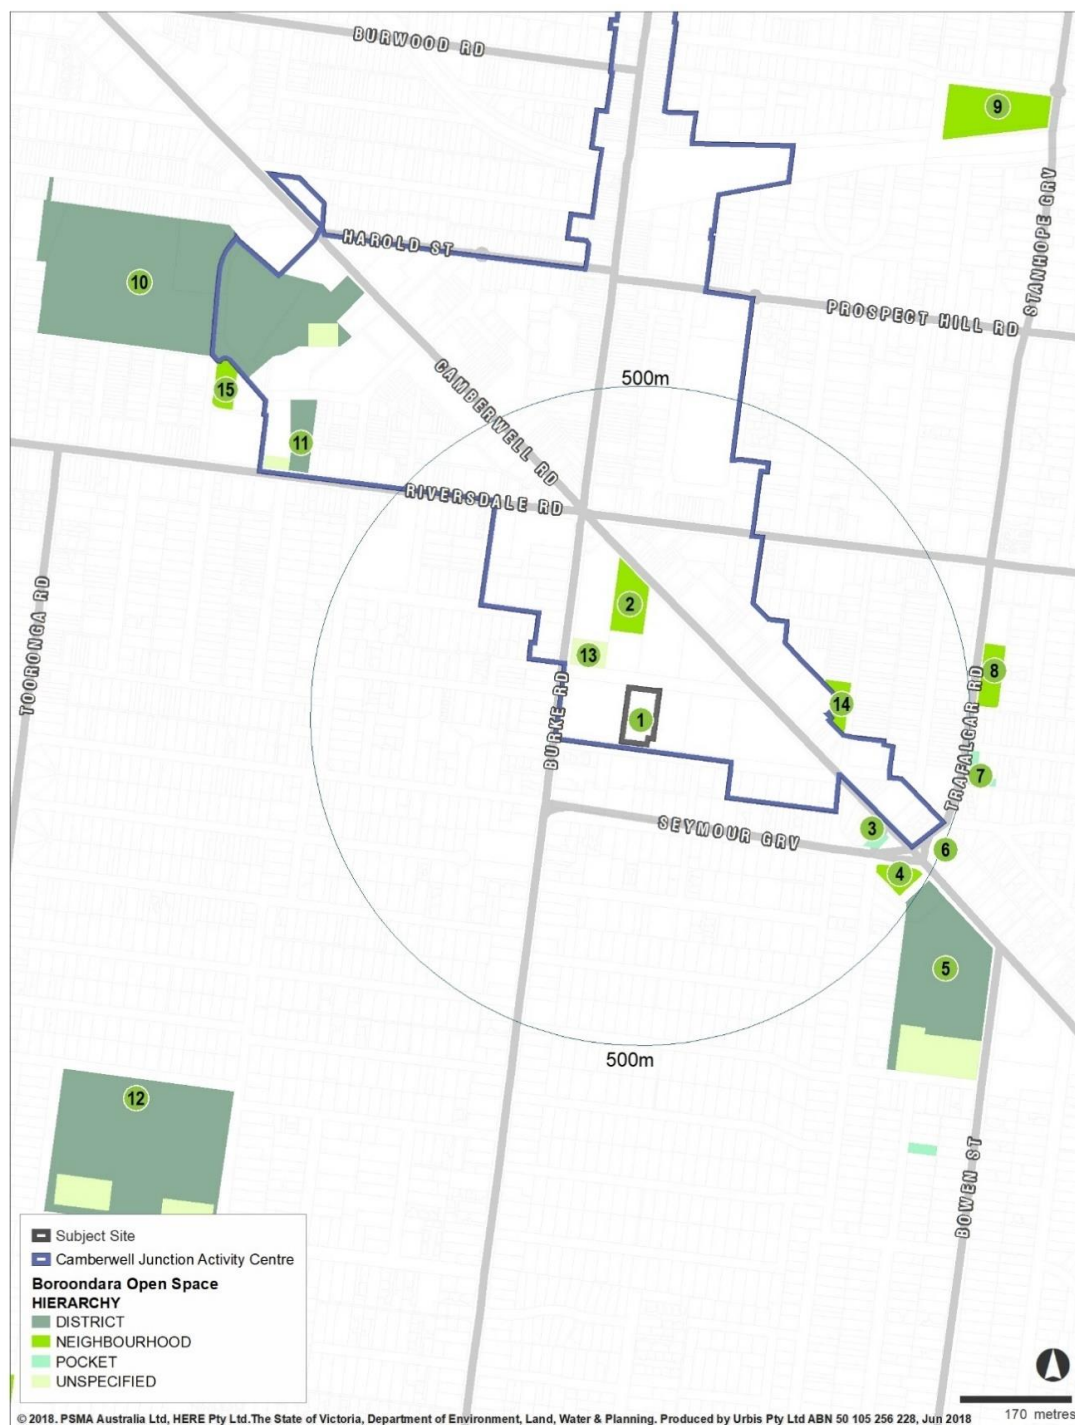 BURWOOD RD
9
STANHOPE GRV
HAROLD ST
10
PROSPECT HILL RD
500m
CAMBERWELL RD
15
11
RIVERSDALE RD
TOORONGA RD
2
13
8
BURKE RD
14
1
TRAFALGAR RD
7
3
SEYMOUR GRV
6
4
5
500m
12
BOWEN ST
Subject Site
Camberwell Junction Activity Centre
Boroondara Open Space
HIERARCHY
DISTRICT
NEIGHBOURHOOD
POCKET
UNSPECIFIED
170 metres
© 2018. PSMA Australia Ltd, HERE Pty Ltd.The State of Victoria, Department of Environment, Land, Water & Planning. Produced by Urbis Pty Ltd ABN 50 105 256 228, Jun 2018